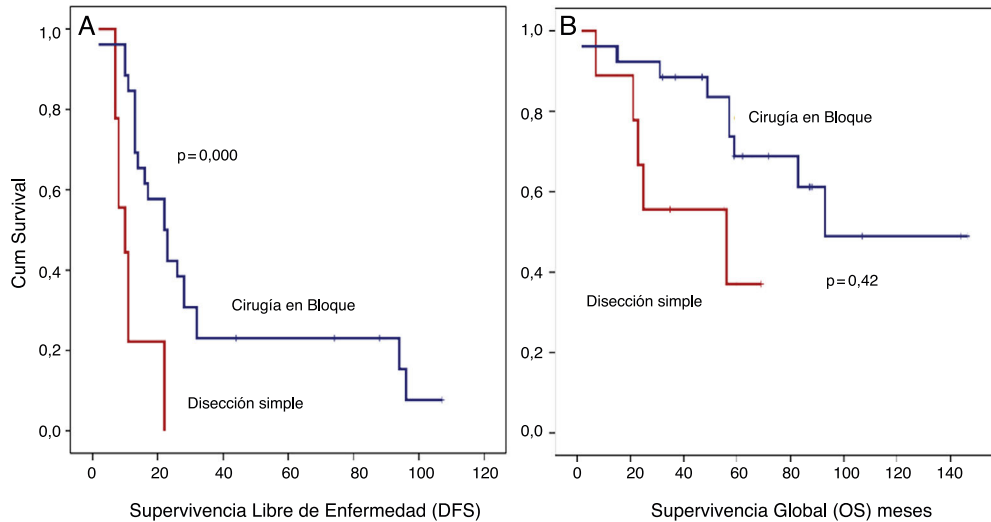 A
Cum Survival
1,0
0,8
0,6
0,4
0,2
0,0
p=0,000
Cirugía en Bloque
Disección simple
0 20 40 60 80 100 120
Supervivencia Libre de Enfermedad (DFS)
B
1,0
0,8
0,6
0,4
0,2
0,0
Cirugía en Bloque
p=0,42
Disección simple
0 20 40 60 80 100 120 140
Supervivencia Global (OS) meses